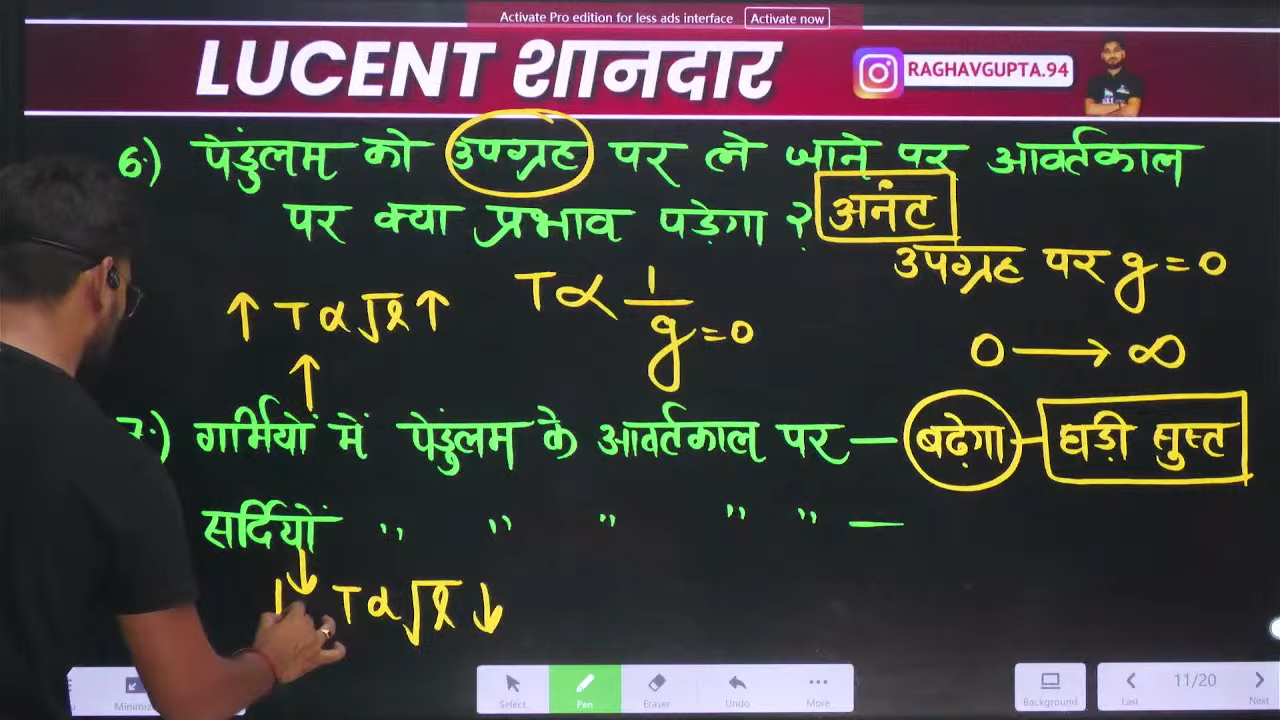 Activate Pro edition for less ads interface Activate now
LUCENT शानदार
RAGHAVGUPTA.94
6.) पेंडुलम को उपग्रह पर ले जाने पर आवर्तकाल
पर क्या प्रभाव पड़ेगा ? अनंत
उपग्रह पर g = 0
↑ T ∝ √l ↑
T ∝ 1/g = 0
0 → ∞
↑
7.) गर्मियों में पेंडुलम के आवर्तकाल पर — बढ़ेगा - घड़ी सुस्त
सर्दियों " " " " " —
↓
T ∝ √l ↓
Select Pen Eraser Undo More
Background
Last 11/20 Next